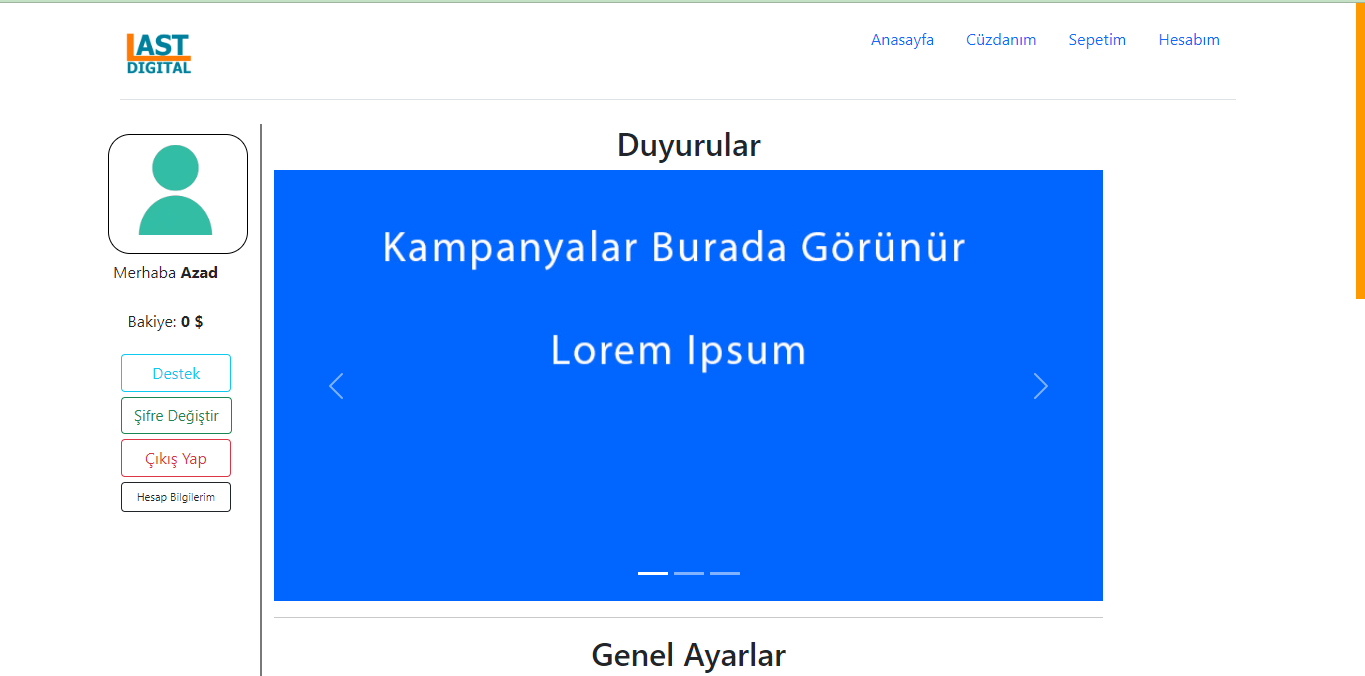 LAST
DIGITAL
Anasayfa Cüzdanım Sepetim Hesabım
Merhaba Azad
Bakiye: 0 $
Destek
Şifre Değiştir
Çıkış Yap
Hesap Bilgilerim
Duyurular
Kampanyalar Burada Görünür
Lorem Ipsum
Genel Ayarlar